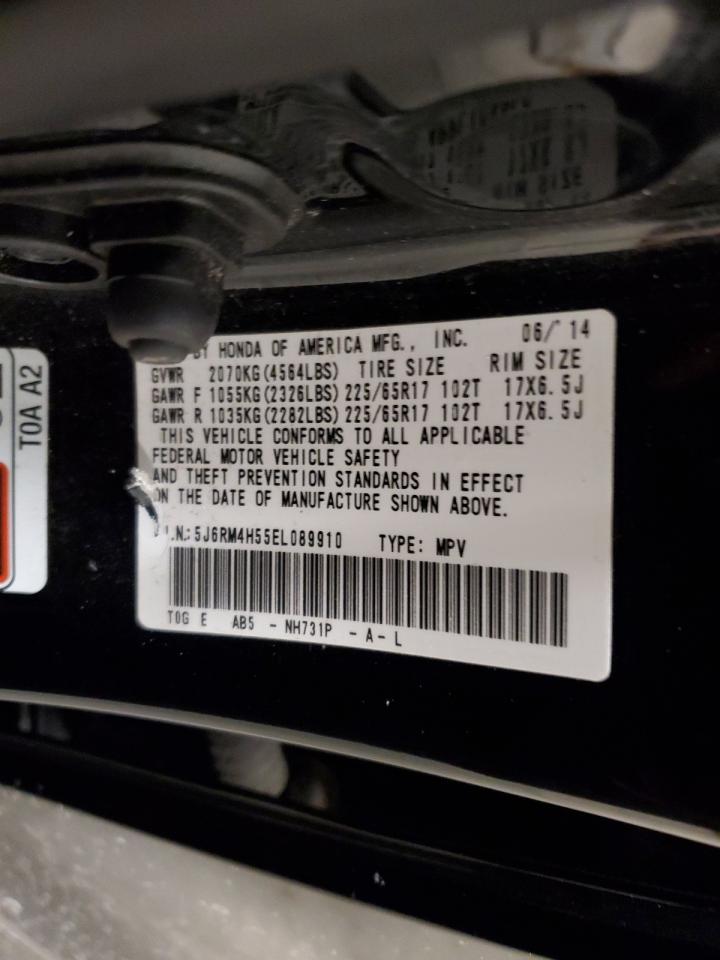 BY HONDA OF AMERICA MFG., INC. 06/14
GVWR 2070KG(4564LBS) TIRE SIZE RIM SIZE
GAWR F 1055KG(2326LBS) 225/65R17 102T 17X6.5J
GAWR R 1035KG(2282LBS) 225/65R17 102T 17X6.5J
THIS VEHICLE CONFORMS TO ALL APPLICABLE
FEDERAL MOTOR VEHICLE SAFETY
AND THEFT PREVENTION STANDARDS IN EFFECT
ON THE DATE OF MANUFACTURE SHOWN ABOVE.
V.I.N.: 5J6RM4H55EL089910 TYPE: MPV
T0G E AB5 - NH731P - A - L
T0A A2